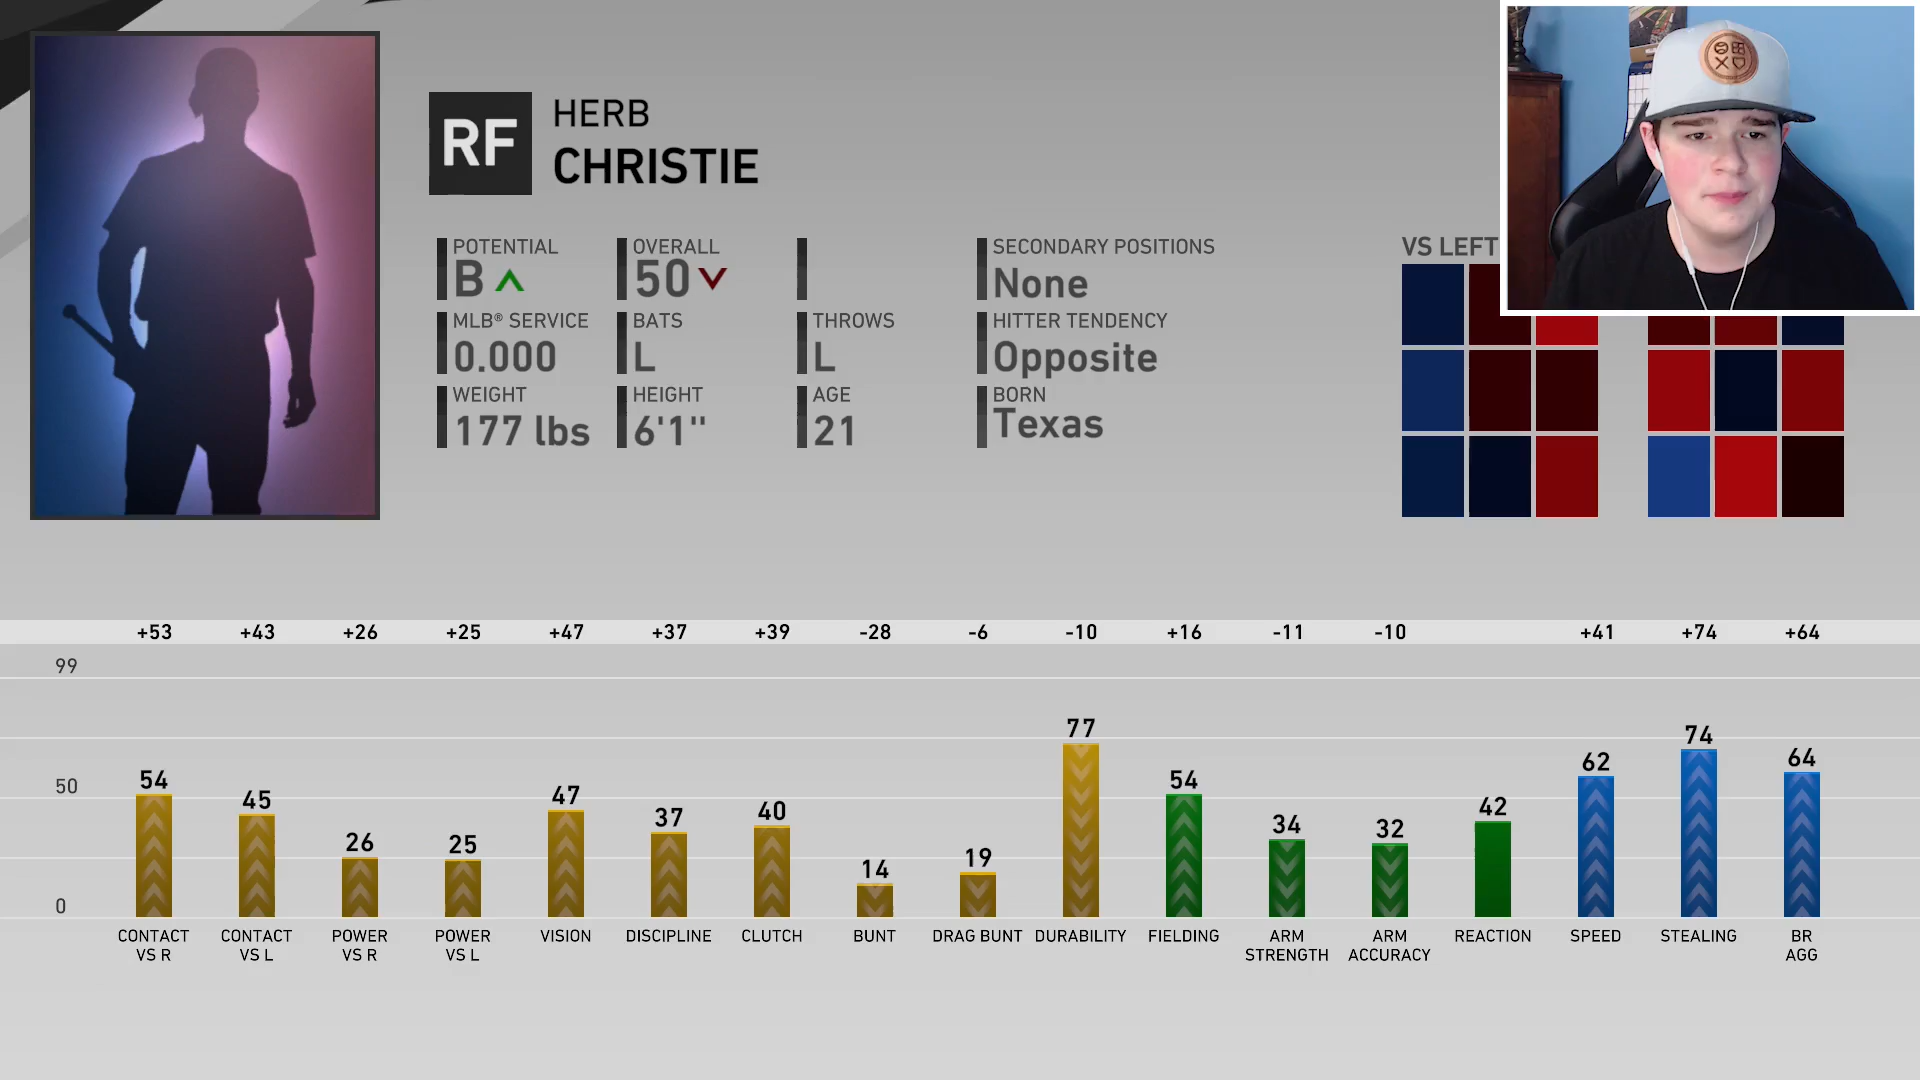 RF
HERB
CHRISTIE
POTENTIAL
B
OVERALL
50
SECONDARY POSITIONS
None
MLB® SERVICE
0.000
BATS
L
THROWS
L
HITTER TENDENCY
Opposite
WEIGHT
177 lbs
HEIGHT
6'1"
AGE
21
BORN
Texas
VS LEFT
+53 +43 +26 +25 +47 +37 +39 -28 -6 -10 +16 -11 -10 +41 +74 +64
99
50
0
54 45 26 25 47 37 40 14 19 77 54 34 32 42 62 74 64
CONTACT VS R
CONTACT VS L
POWER VS R
POWER VS L
VISION
DISCIPLINE
CLUTCH
BUNT
DRAG BUNT
DURABILITY
FIELDING
ARM STRENGTH
ARM ACCURACY
REACTION
SPEED
STEALING
BR AGG